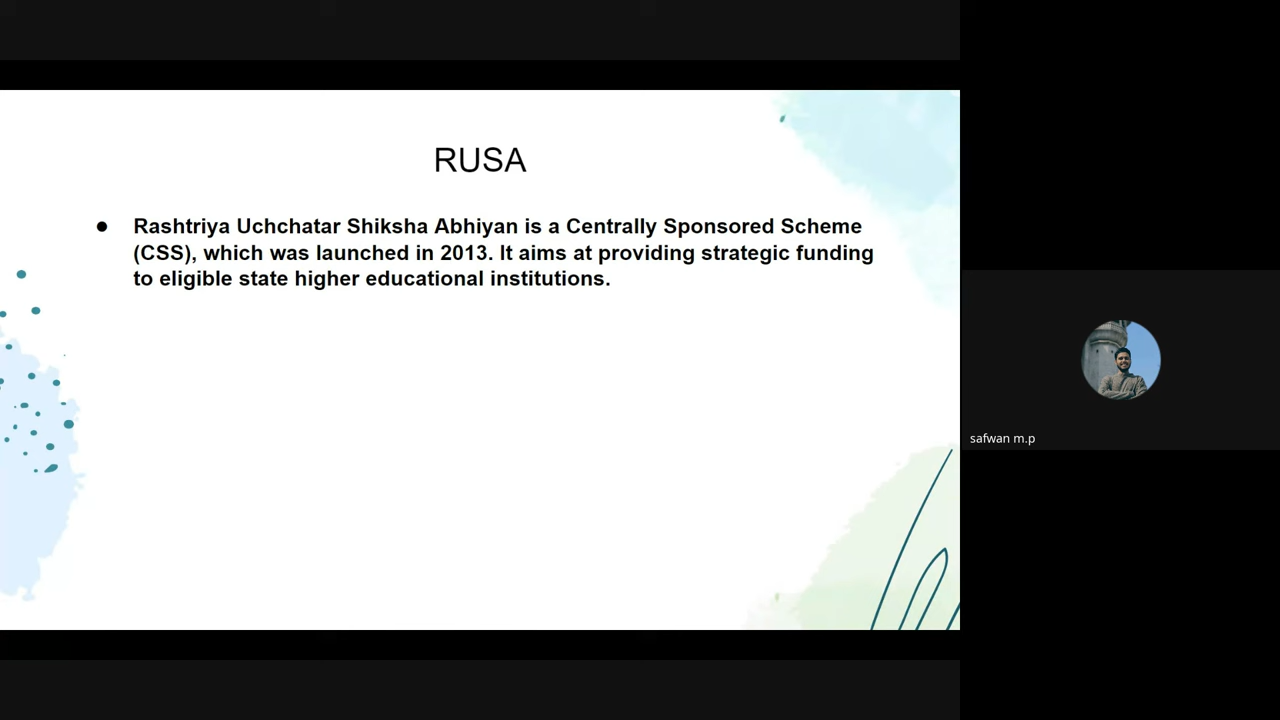 RUSA
● Rashtriya Uchchatar Shiksha Abhiyan is a Centrally Sponsored Scheme
(CSS), which was launched in 2013. It aims at providing strategic funding
to eligible state higher educational institutions.
safwan m.p